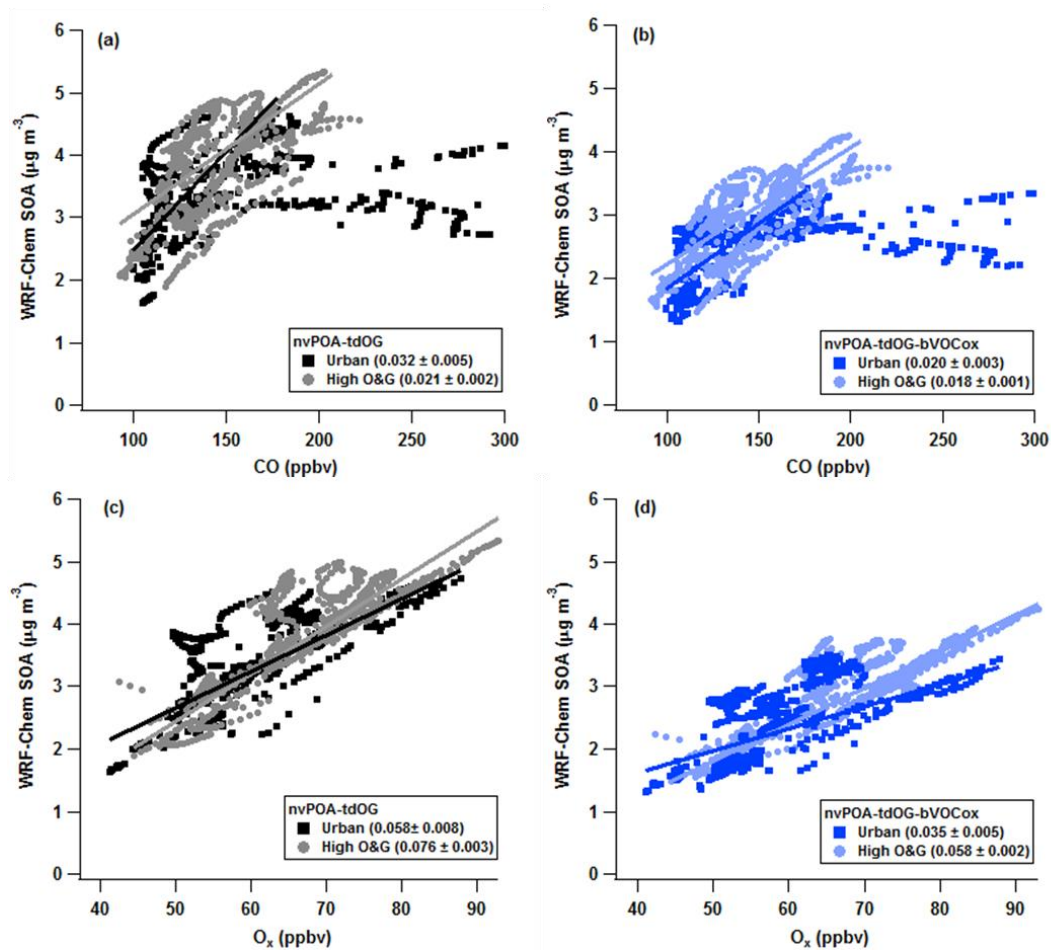 (a)
WRF-Chem SOA (µg m⁻³)
6
5
4
3
2
1
0
nvPOA-tdOG
Urban (0.032 ± 0.005)
High O&G (0.021 ± 0.002)
100 150 200 250 300
CO (ppbv)
(b)
WRF-Chem SOA (µg m⁻³)
6
5
4
3
2
1
0
nvPOA-tdOG-bVOCox
Urban (0.020 ± 0.003)
High O&G (0.018 ± 0.001)
100 150 200 250 300
CO (ppbv)
(c)
WRF-Chem SOA (µg m⁻³)
6
5
4
3
2
1
0
nvPOA-tdOG
Urban (0.058± 0.008)
High O&G (0.076 ± 0.003)
40 50 60 70 80 90
Oₓ (ppbv)
(d)
WRF-Chem SOA (µg m⁻³)
6
5
4
3
2
1
0
nvPOA-tdOG-bVOCox
Urban (0.035 ± 0.005)
High O&G (0.058 ± 0.002)
40 50 60 70 80 90
Oₓ (ppbv)